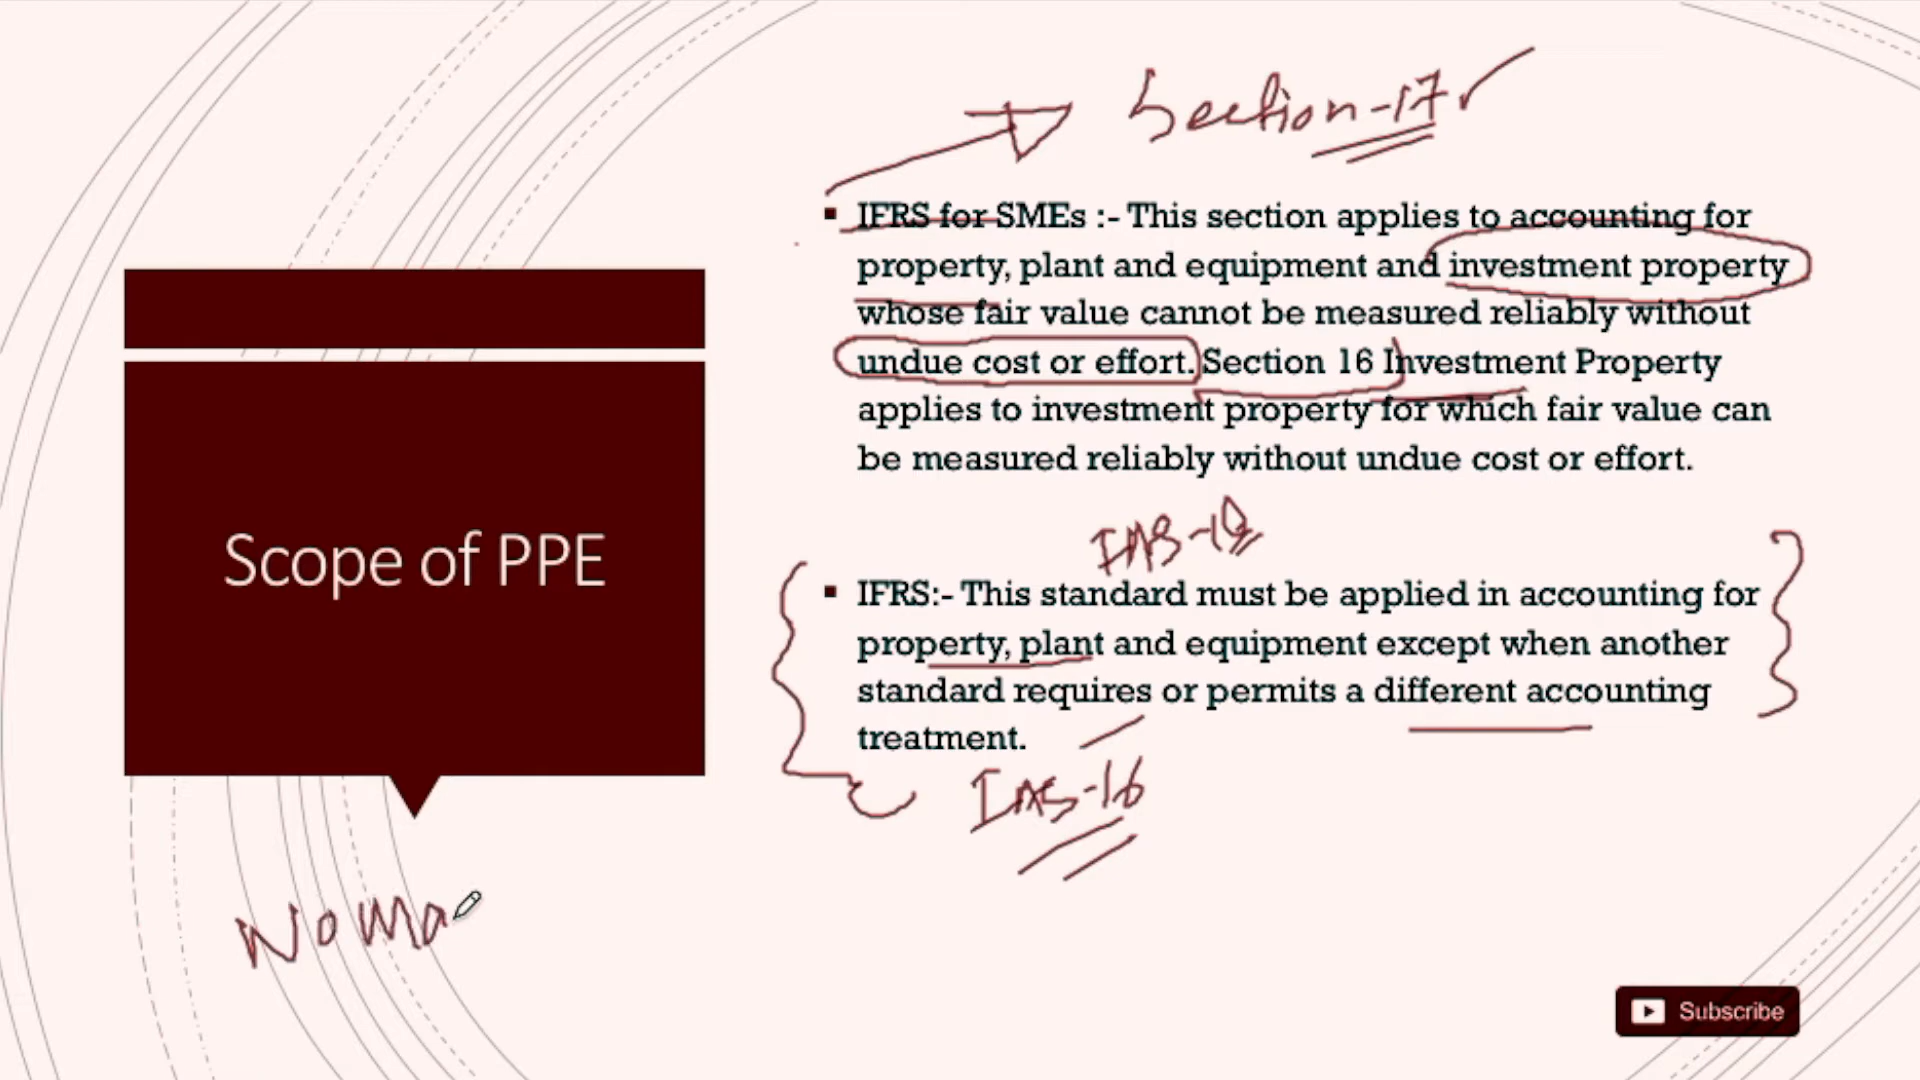 Section-17
IFRS for SMEs :- This section applies to accounting for
property, plant and equipment and investment property
whose fair value cannot be measured reliably without
undue cost or effort. Section 16 Investment Property
applies to investment property for which fair value can
be measured reliably without undue cost or effort.
Scope of PPE
IFRS:- This standard must be applied in accounting for
property, plant and equipment except when another
standard requires or permits a different accounting
treatment.
IAS-16
Noma
Subscribe